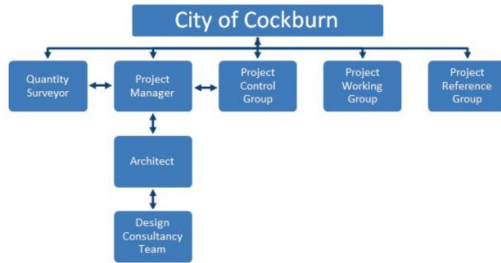 City of Cockburn
Quantity
Surveyor
Project
Manager
Project
Control
Group
Project
Working
Group
Project
Reference
Group
Architect
Design
Consultancy
Team